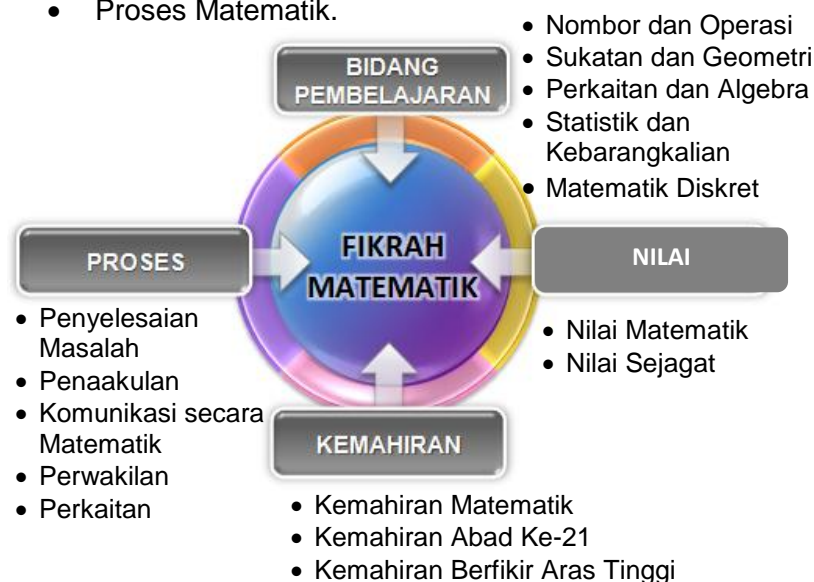 • Proses Matematik.
BIDANG
PEMBELAJARAN
• Nombor dan Operasi
• Sukatan dan Geometri
• Perkaitan dan Algebra
• Statistik dan
Kebarangkalian
• Matematik Diskret
FIKRAH
MATEMATIK
PROSES
• Penyelesaian
Masalah
• Penaakulan
• Komunikasi secara
Matematik
• Perwakilan
• Perkaitan
NILAI
• Nilai Matematik
• Nilai Sejagat
KEMAHIRAN
• Kemahiran Matematik
• Kemahiran Abad Ke-21
• Kemahiran Berfikir Aras Tinggi